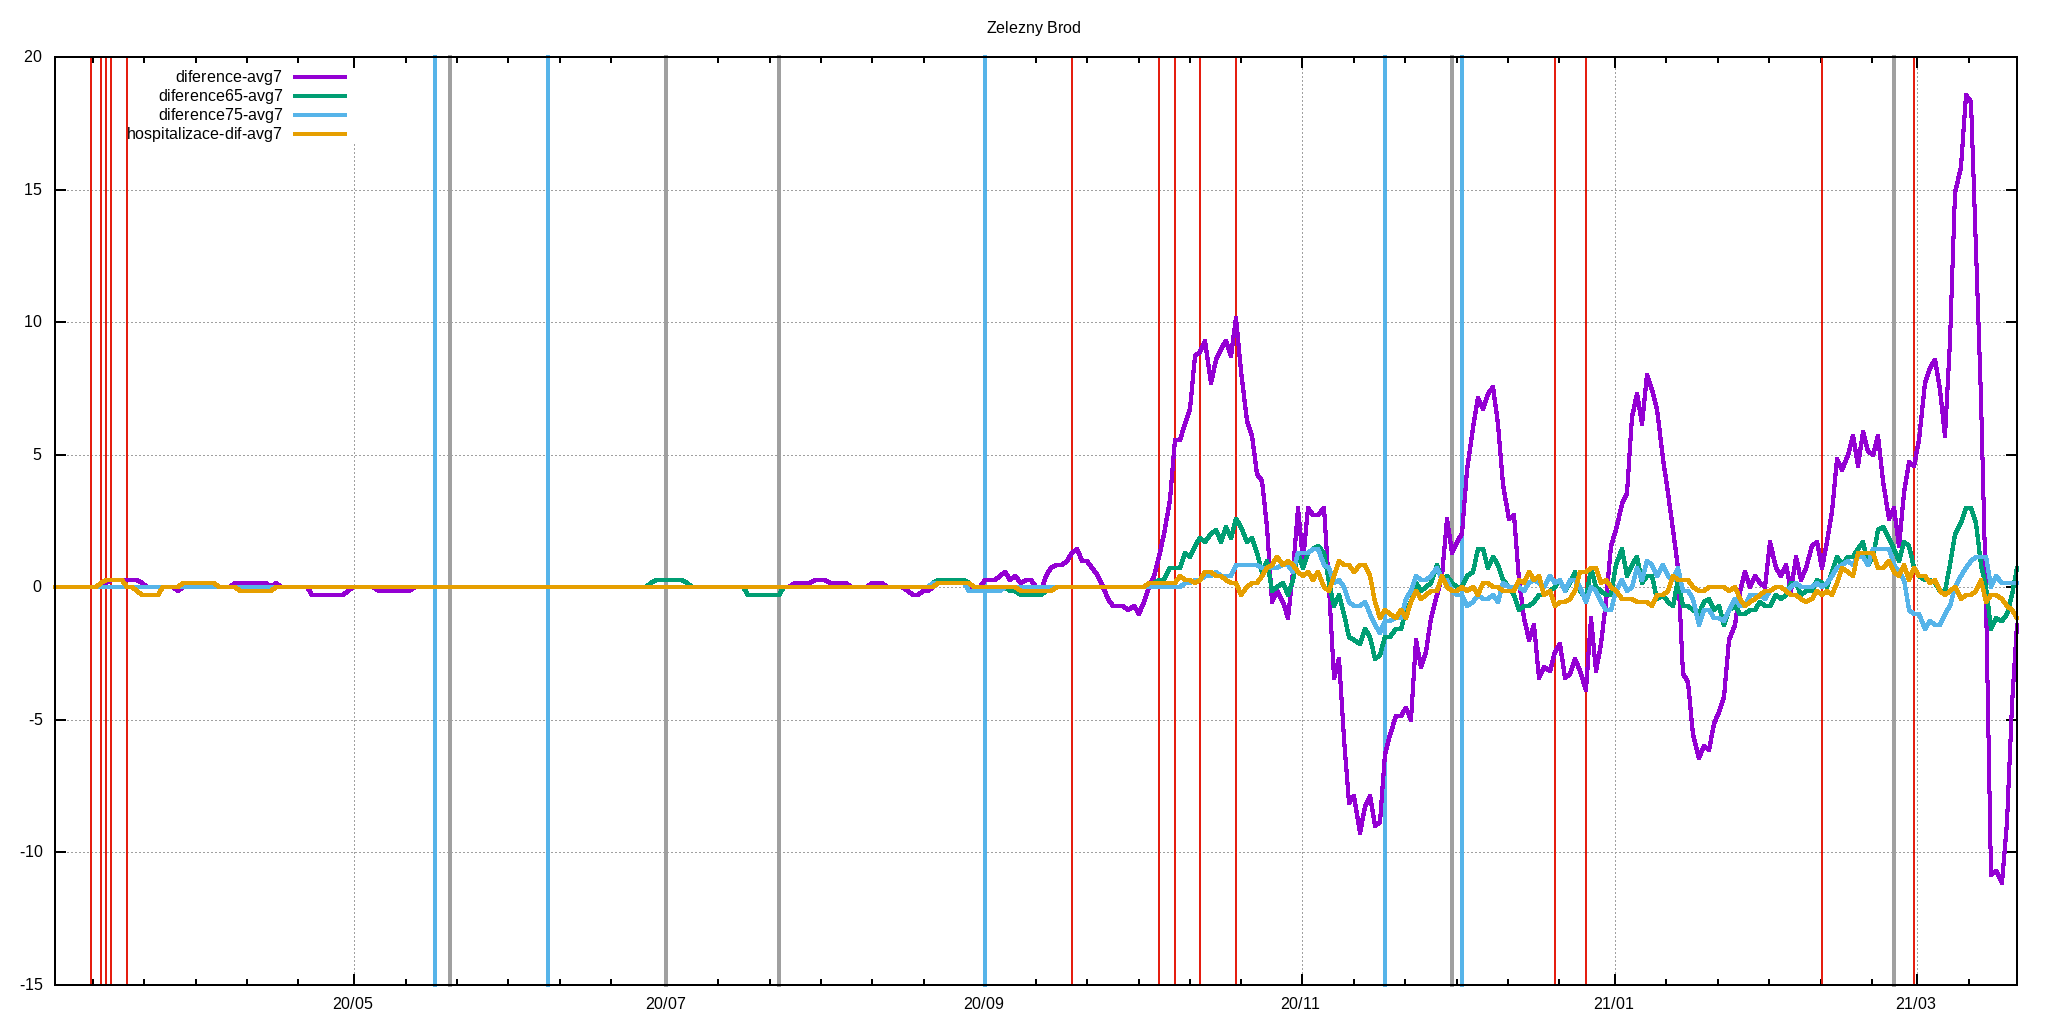 Zelezny Brod
20
diference-avg7
diference65-avg7
diference75-avg7
hospitalizace-dif-avg7
15
10
5
0
-5
-10
-15
20/05 20/07 20/09 20/11 21/01 21/03